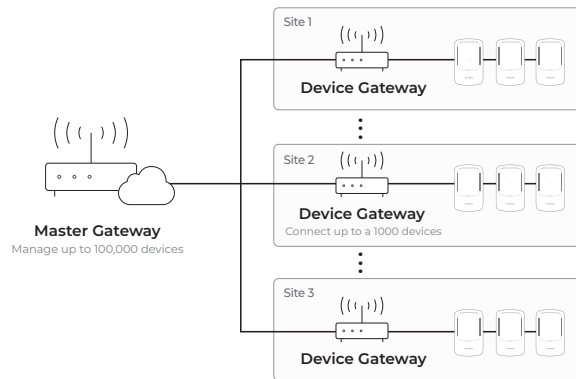 Site 1
Device Gateway
Site 2
Device Gateway
Connect up to a 1000 devices
Master Gateway
Manage up to 100,000 devices
Site 3
Device Gateway